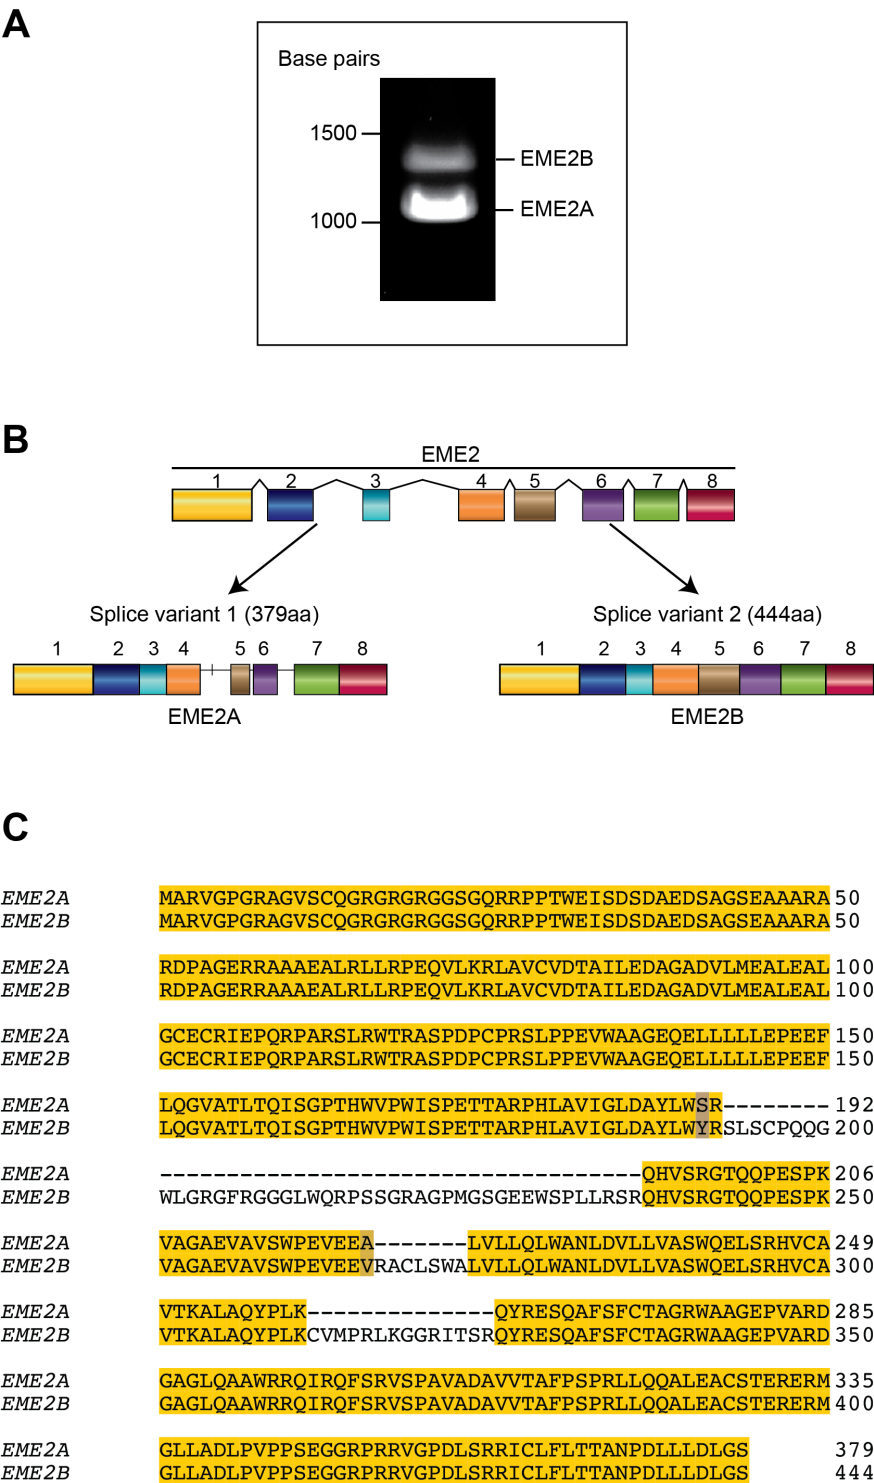 A
Base pairs
1500
EME2B
EME2A
1000
B
EME2
1 2 3 4 5 6 7 8
Splice variant 1 (379aa)
Splice variant 2 (444aa)
1 2 3 4 5 6 7 8
1 2 3 4 5 6 7 8
EME2A
EME2B
C
EME2A MARVGPGRAGVSCQGRGRGRGGSGQRRPPTWEISDSDAEDSAGSEAAARA 50
EME2B MARVGPGRAGVSCQGRGRGRGGSGQRRPPTWEISDSDAEDSAGSEAAARA 50
EME2A RDPAGERRAAAEALRLLRPEQVLKRLAVCVDTAILEDAGADVLMEALEAL 100
EME2B RDPAGERRAAAEALRLLRPEQVLKRLAVCVDTAILEDAGADVLMEALEAL 100
EME2A GCECRIEPQRPARSLRWTRASPDPCPRSLPPEVWAAGEQELLLLLEPEEF 150
EME2B GCECRIEPQRPARSLRWTRASPDPCPRSLPPEVWAAGEQELLLLLEPEEF 150
EME2A LQGVATLTQISGPTHWVPWISPETTARPHLAVIGLDAYLWSR-------- 192
EME2B LQGVATLTQISGPTHWVPWISPETTARPHLAVIGLDAYLWYRSLSCPQQG 200
EME2A ------------------------------------QHVSRGTQQPESPK 206
EME2B WLGRGFRGGGLWQRPSSGRAGPMGSGEEWSPLLRSRQHVSRGTQQPESPK 250
EME2A VAGAEVAVSWPEVEEA-------LVLLQLWANLDVLLVASWQELSRHVCA 249
EME2B VAGAEVAVSWPEVEEVRACLSWALVLLQLWANLDVLLVASWQELSRHVCA 300
EME2A VTKALAQYPLK--------------QYRESQAFSFCTAGRWAAGEPVARD 285
EME2B VTKALAQYPLKCVMPRLKGGRITSRQYRESQAFSFCTAGRWAAGEPVARD 350
EME2A GAGLQAAWRRQIRQFSRVSPAVADAVVTAFPSPRLLQQALEACSTERERM 335
EME2B GAGLQAAWRRQIRQFSRVSPAVADAVVTAFPSPRLLQQALEACSTERERM 400
EME2A GLLADLPVPPSEGGRPRRVGPDLSRRICLFLTTANPDLLLDLGS 379
EME2B GLLADLPVPPSEGGRPRRVGPDLSRRICLFLTTANPDLLLDLGS 444